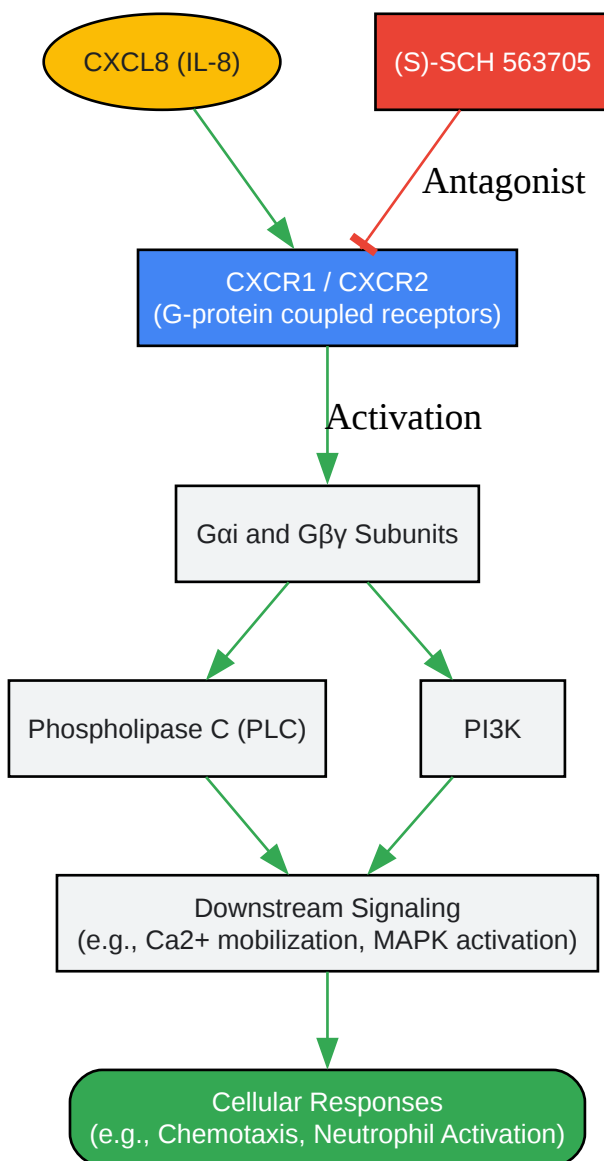 CXCL8 (IL-8)
(S)-SCH 563705
Antagonist
CXCR1 / CXCR2
(G-protein coupled receptors)
Activation
Gαi and Gβγ Subunits
Phospholipase C (PLC)
PI3K
Downstream Signaling
(e.g., Ca2+ mobilization, MAPK activation)
Cellular Responses
(e.g., Chemotaxis, Neutrophil Activation)